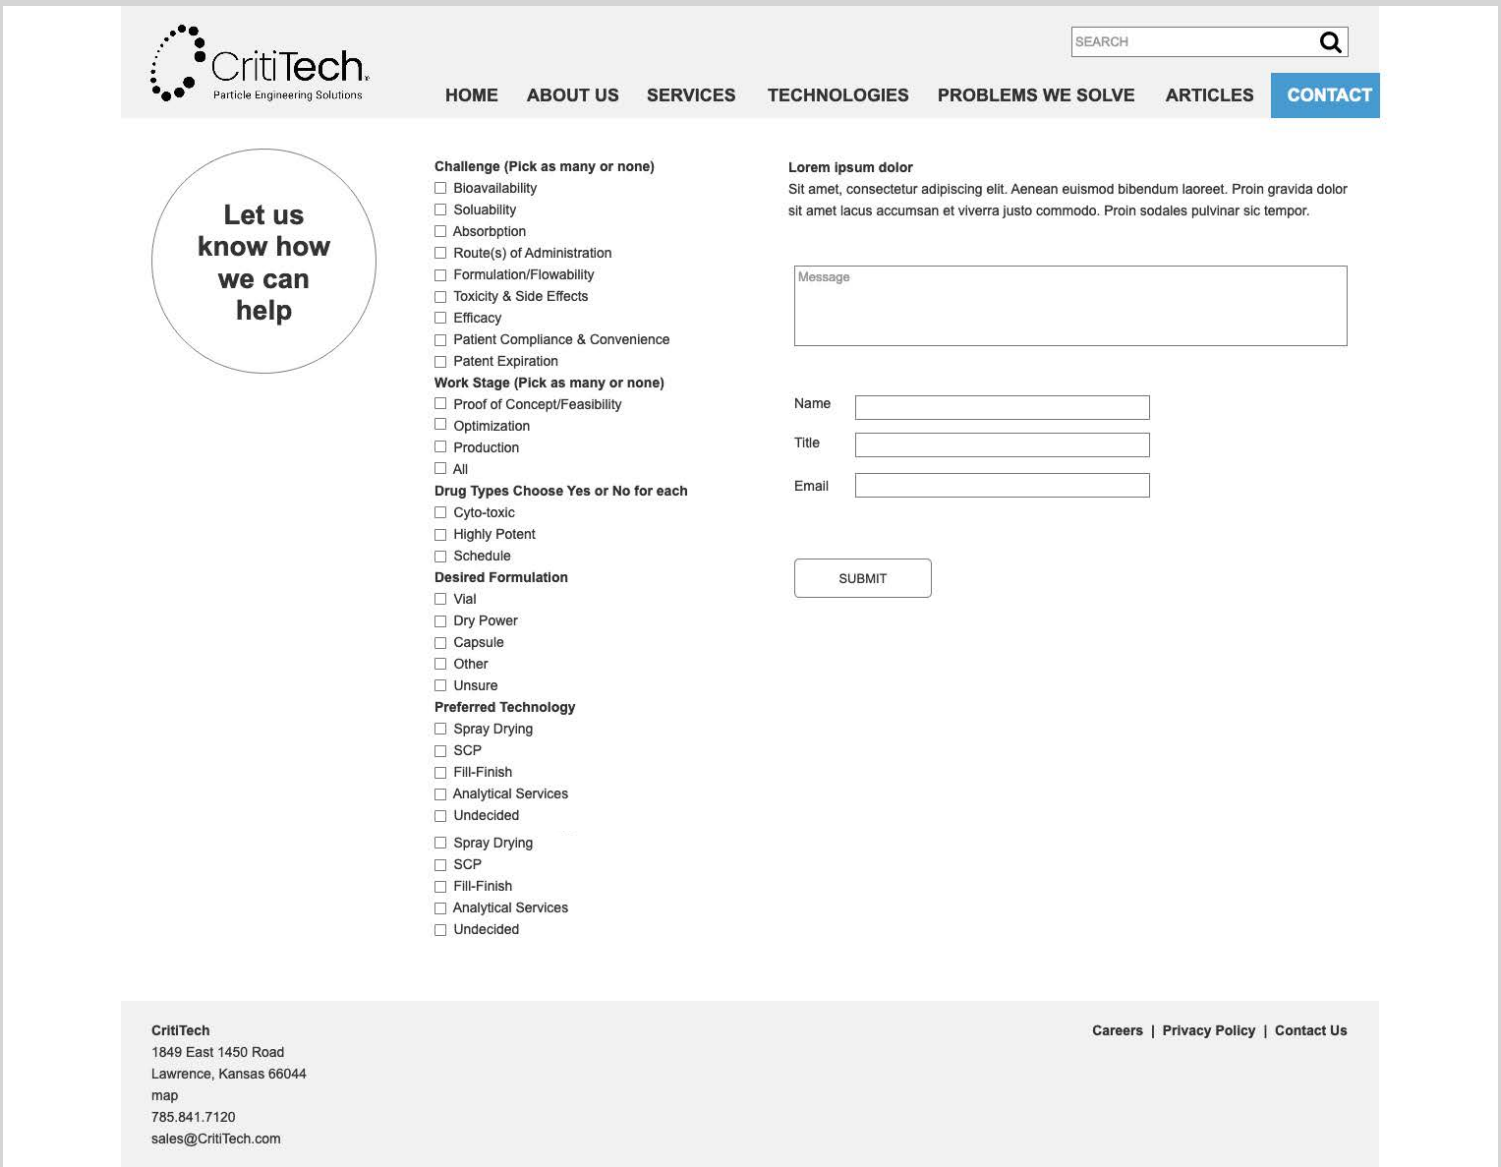 CritiTech
Particle Engineering Solutions
SEARCH
HOME ABOUT US SERVICES TECHNOLOGIES PROBLEMS WE SOLVE ARTICLES CONTACT
Let us
know how
we can
help
Challenge (Pick as many or none)
Bioavailability
Soluability
Absorbption
Route(s) of Administration
Formulation/Flowability
Toxicity & Side Effects
Efficacy
Patient Compliance & Convenience
Patent Expiration
Work Stage (Pick as many or none)
Proof of Concept/Feasibility
Optimization
Production
All
Drug Types Choose Yes or No for each
Cyto-toxic
Highly Potent
Schedule
Desired Formulation
Vial
Dry Power
Capsule
Other
Unsure
Preferred Technology
Spray Drying
SCP
Fill-Finish
Analytical Services
Undecided
Spray Drying
SCP
Fill-Finish
Analytical Services
Undecided
Lorem ipsum dolor
Sit amet, consectetur adipiscing elit. Aenean euismod bibendum laoreet. Proin gravida dolor
sit amet lacus accumsan et viverra justo commodo. Proin sodales pulvinar sic tempor.
Message
Name
Title
Email
SUBMIT
CritiTech
1849 East 1450 Road
Lawrence, Kansas 66044
map
785.841.7120
sales@CritiTech.com
Careers | Privacy Policy | Contact Us